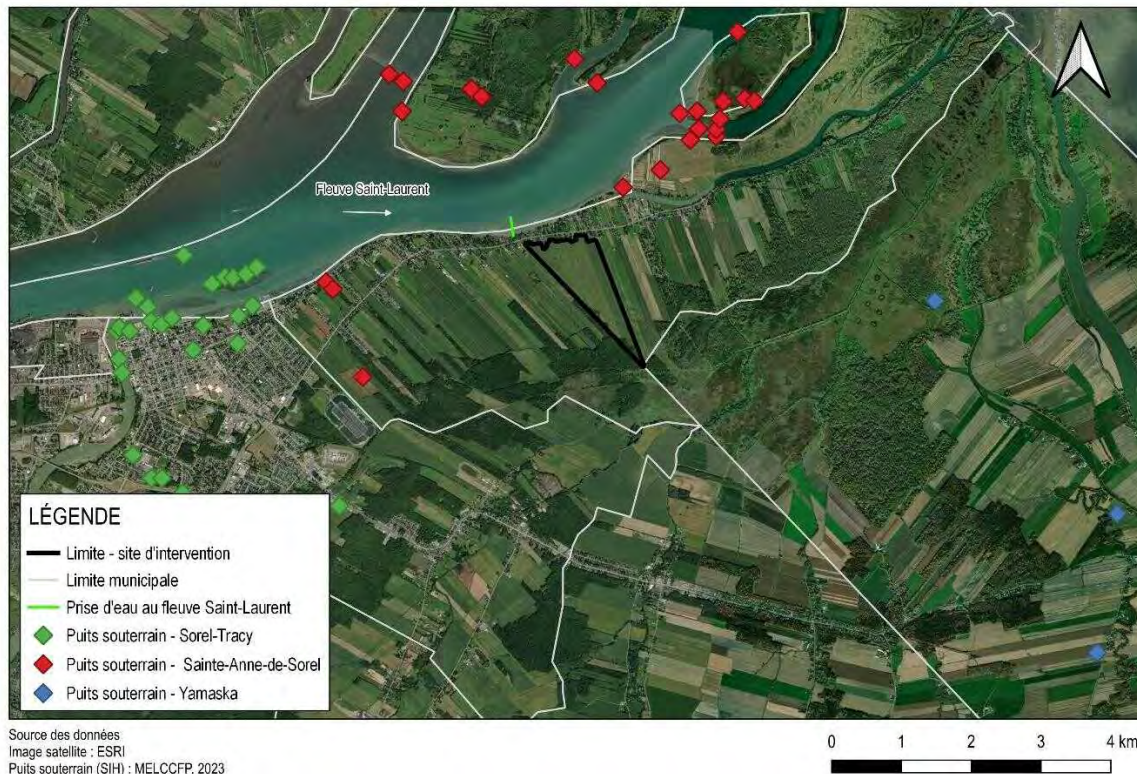 Fleuve Saint-Laurent
LÉGENDE
Limite - site d'intervention
Limite municipale
Prise d'eau au fleuve Saint-Laurent
Puits souterrain - Sorel-Tracy
Puits souterrain - Sainte-Anne-de-Sorel
Puits souterrain - Yamaska
Source des données
Image satellite : ESRI
Puits souterrain (SIH) : MELCCFP, 2023
0 1 2 3 4 km